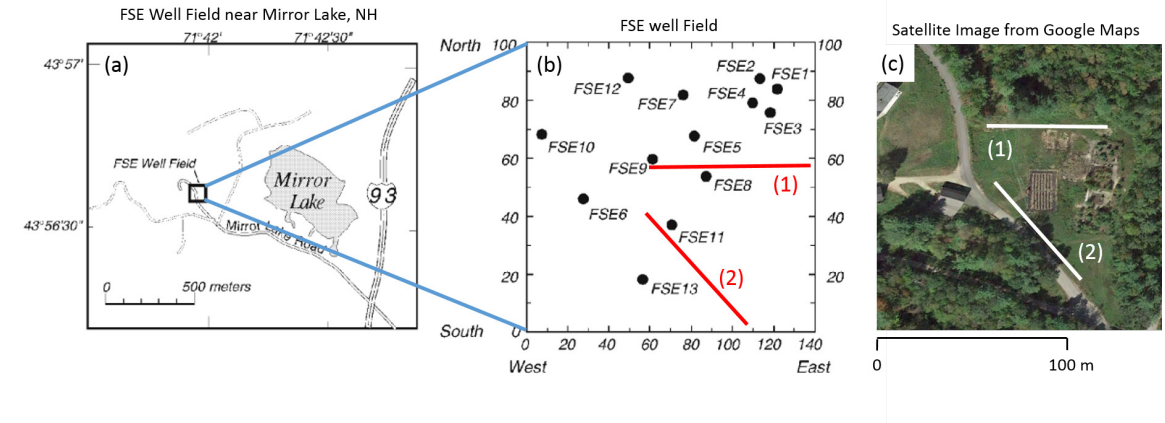 FSE Well Field near Mirror Lake, NH
71°42'
71°42'30"
43°57'
(a)
FSE Well Field
Mirror
Lake
93
43°56'30"
Mirrot Lake Road
0
500 meters
FSE well Field
North
100
100
(b)
FSE2
FSE1
FSE12
FSE4
FSE7
80
80
FSE3
FSE10
FSE5
60
60
FSE9
FSE8
(1)
FSE6
40
40
FSE11
(2)
20
20
FSE13
South
0
0 20 40 60 80 100 120 140
West
East
Satellite Image from Google Maps
(c)
(1)
(2)
0
100 m